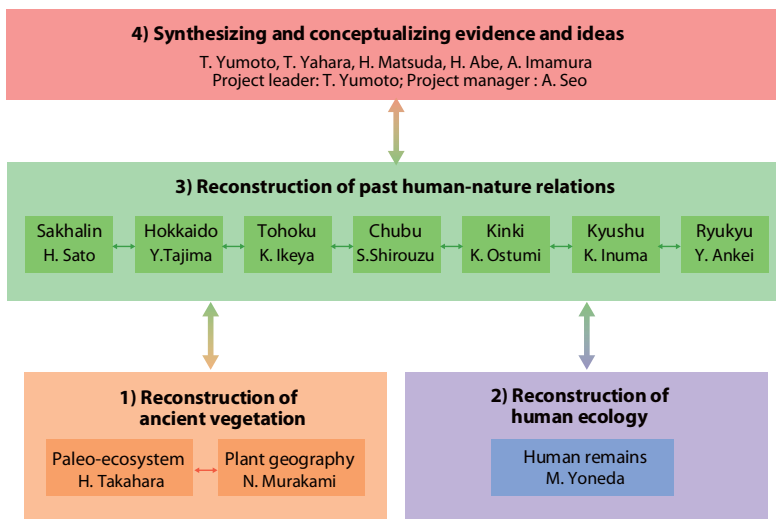 4) Synthesizing and conceptualizing evidence and ideas
T. Yumoto, T. Yahara, H. Matsuda, H. Abe, A. Imamura
Project leader: T. Yumoto; Project manager : A. Seo
3) Reconstruction of past human-nature relations
Sakhalin
H. Sato
Hokkaido
Y.Tajima
Tohoku
K. Ikeya
Chubu
S.Shirouzu
Kinki
K. Ostumi
Kyushu
K. Inuma
Ryukyu
Y. Ankei
1) Reconstruction of
ancient vegetation
Paleo-ecosystem
H. Takahara
Plant geography
N. Murakami
2) Reconstruction of
human ecology
Human remains
M. Yoneda